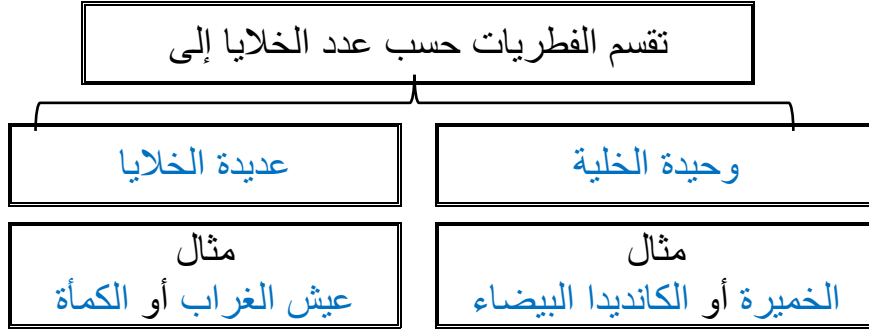 تقسم الفطريات حسب عدد الخلايا إلى
وحيدة الخلية
عديدة الخلايا
مثال
الخميرة أو الكانديدا البيضاء
مثال
عيش الغراب أو الكمأة